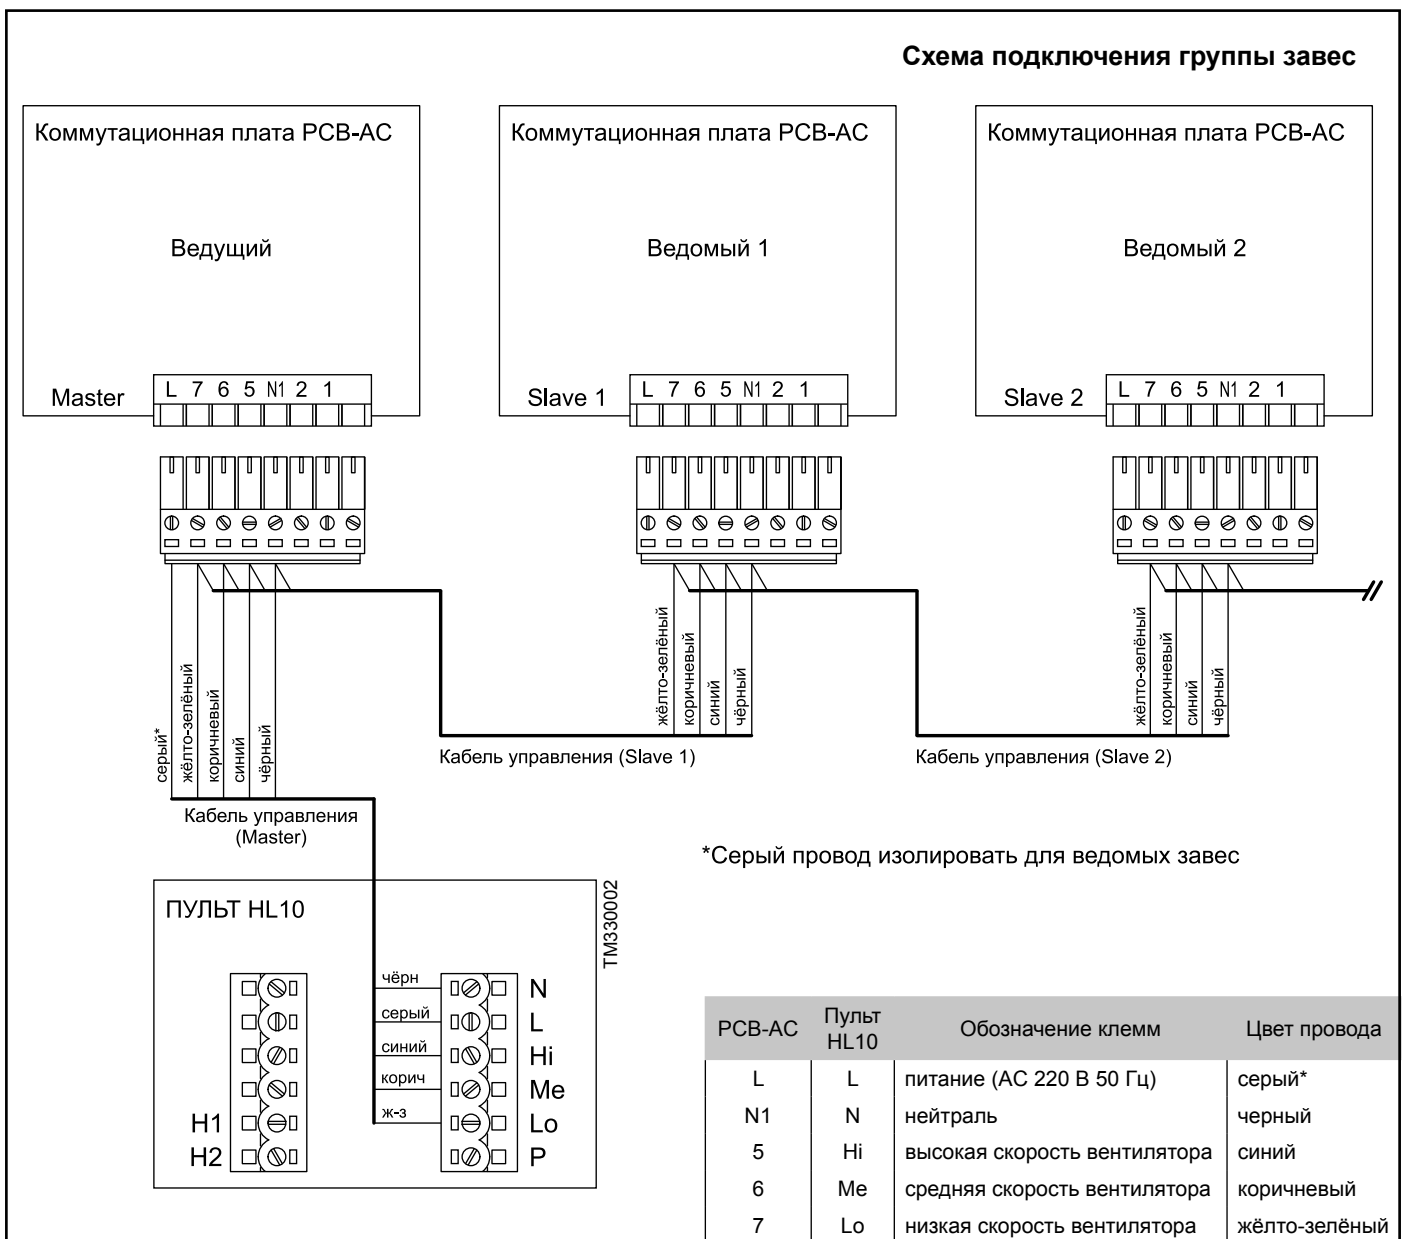 Схема подключения группы завес
Коммутационная плата PCB-AC
Ведущий
Master
L 7 6 5 N1 2 1
Коммутационная плата PCB-AC
Ведомый 1
Slave 1
L 7 6 5 N1 2 1
Коммутационная плата PCB-AC
Ведомый 2
Slave 2
L 7 6 5 N1 2 1
серый*
жёлто-зелёный
коричневый
синий
чёрный
жёлто-зелёный
коричневый
синий
чёрный
жёлто-зелёный
коричневый
синий
чёрный
Кабель управления (Slave 1)
Кабель управления (Slave 2)
Кабель управления
(Master)
*Серый провод изолировать для ведомых завес
ПУЛЬТ HL10
TM330002
H1
H2
чёрн N
серый L
синий Hi
корич Me
ж-з Lo
P
PCB-AC Пульт HL10 Обозначение клемм Цвет провода
L L питание (AC 220 В 50 Гц) серый*
N1 N нейтраль черный
5 Hi высокая скорость вентилятора синий
6 Me средняя скорость вентилятора коричневый
7 Lo низкая скорость вентилятора жёлто-зелёный